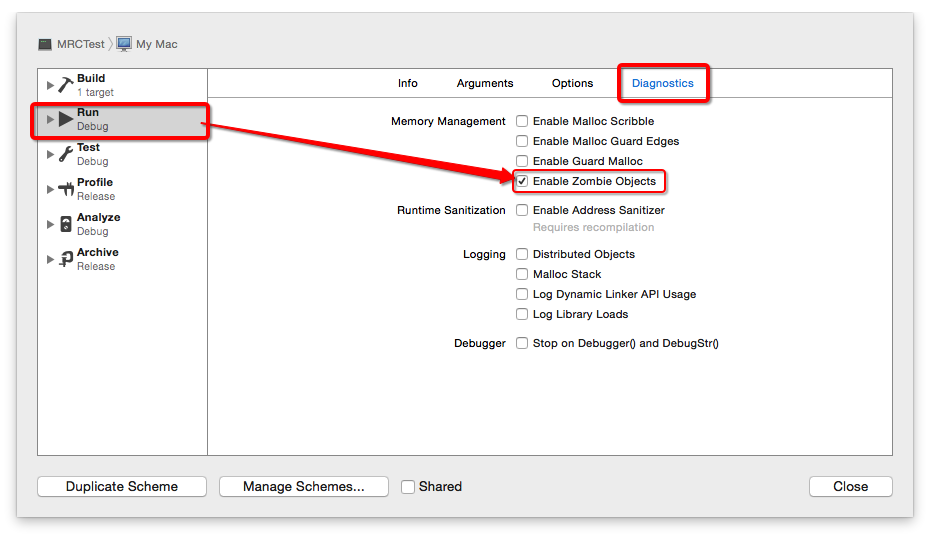 MRCTest My Mac
Build
1 target
Run
Debug
Test
Debug
Profile
Release
Analyze
Debug
Archive
Release
Info Arguments Options Diagnostics
Memory Management Enable Malloc Scribble
Enable Malloc Guard Edges
Enable Guard Malloc
Enable Zombie Objects
Runtime Sanitization Enable Address Sanitizer
Requires recompilation
Logging Distributed Objects
Malloc Stack
Log Dynamic Linker API Usage
Log Library Loads
Debugger Stop on Debugger() and DebugStr()
Duplicate Scheme Manage Schemes... Shared Close